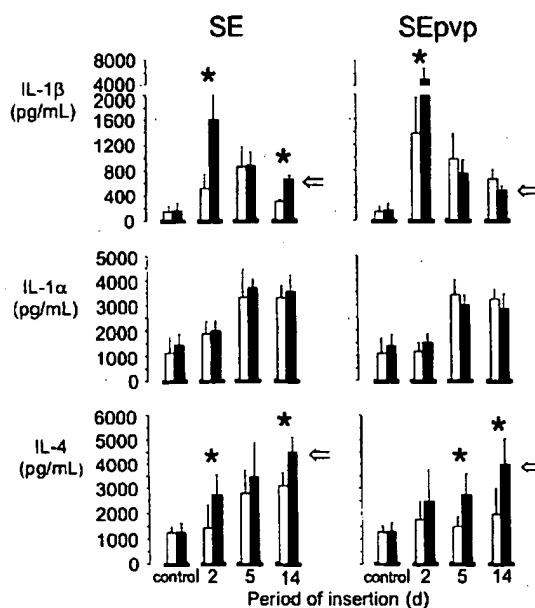 SE SEpvp
IL-1β
(pg/mL)
8000
4000
2000
1600
1200
800
400
0
* * *
⇐ ⇐
IL-1α
(pg/mL)
5000
4000
3000
2000
1000
0
IL-4
(pg/mL)
6000
5000
4000
3000
2000
1000
0
* * * *
⇐ ⇐
control 2 5 14 control 2 5 14
Period of insertion (d)